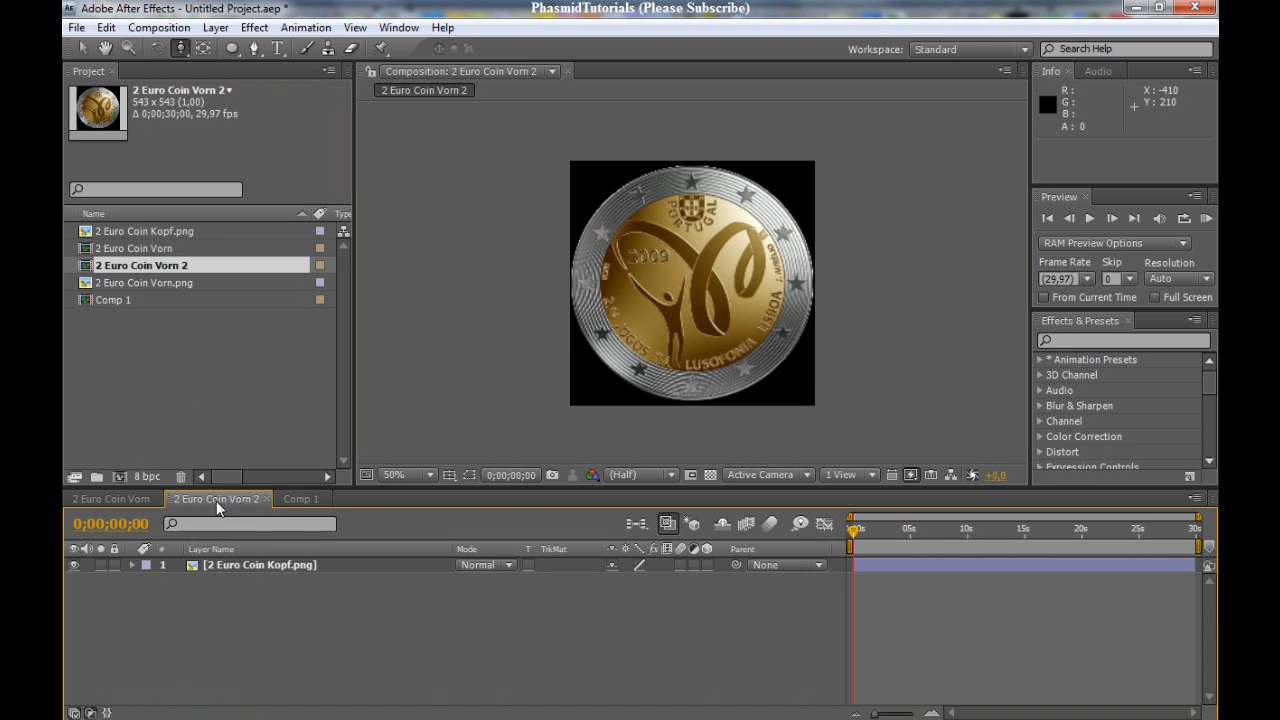 Adobe After Effects - Untitled Project.aep *
PhasmidTutorials (Please Subscribe)
File Edit Composition Layer Effect Animation View Window Help
Workspace: Standard
Search Help
Project
Composition: 2 Euro Coin Vorn 2
Info Audio
2 Euro Coin Vorn 2
543 x 543 (1,00)
Δ 0;00;30;00, 29,97 fps
2 Euro Coin Vorn 2
R :
G :
B :
A : 0
X : -410
Y : 210
Name Type
2 Euro Coin Kopf.png
2 Euro Coin Vorn
2 Euro Coin Vorn 2
2 Euro Coin Vorn.png
Comp 1
8 bpc
PORTUGAL
2009
LUSOFONIA
LISBOA
50% 0;00;00;00 (Half) Active Camera 1 View +0,0
Preview
RAM Preview Options
Frame Rate Skip Resolution
(29,97) 0 Auto
From Current Time Full Screen
Effects & Presets
* Animation Presets
3D Channel
Audio
Blur & Sharpen
Channel
Color Correction
Distort
Expression Controls
2 Euro Coin Vorn 2 Euro Coin Vorn 2 Comp 1
0;00;00;00
05s 10s 15s 20s 25s 30s
# Layer Name Mode T TrkMat Parent
1 [2 Euro Coin Kopf.png] Normal None